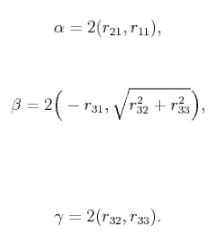 α = 2(r₂₁, r₁₁),
β = 2( − r₃₁, √(r₃₂² + r₃₃²) ),
γ = 2(r₃₂, r₃₃).